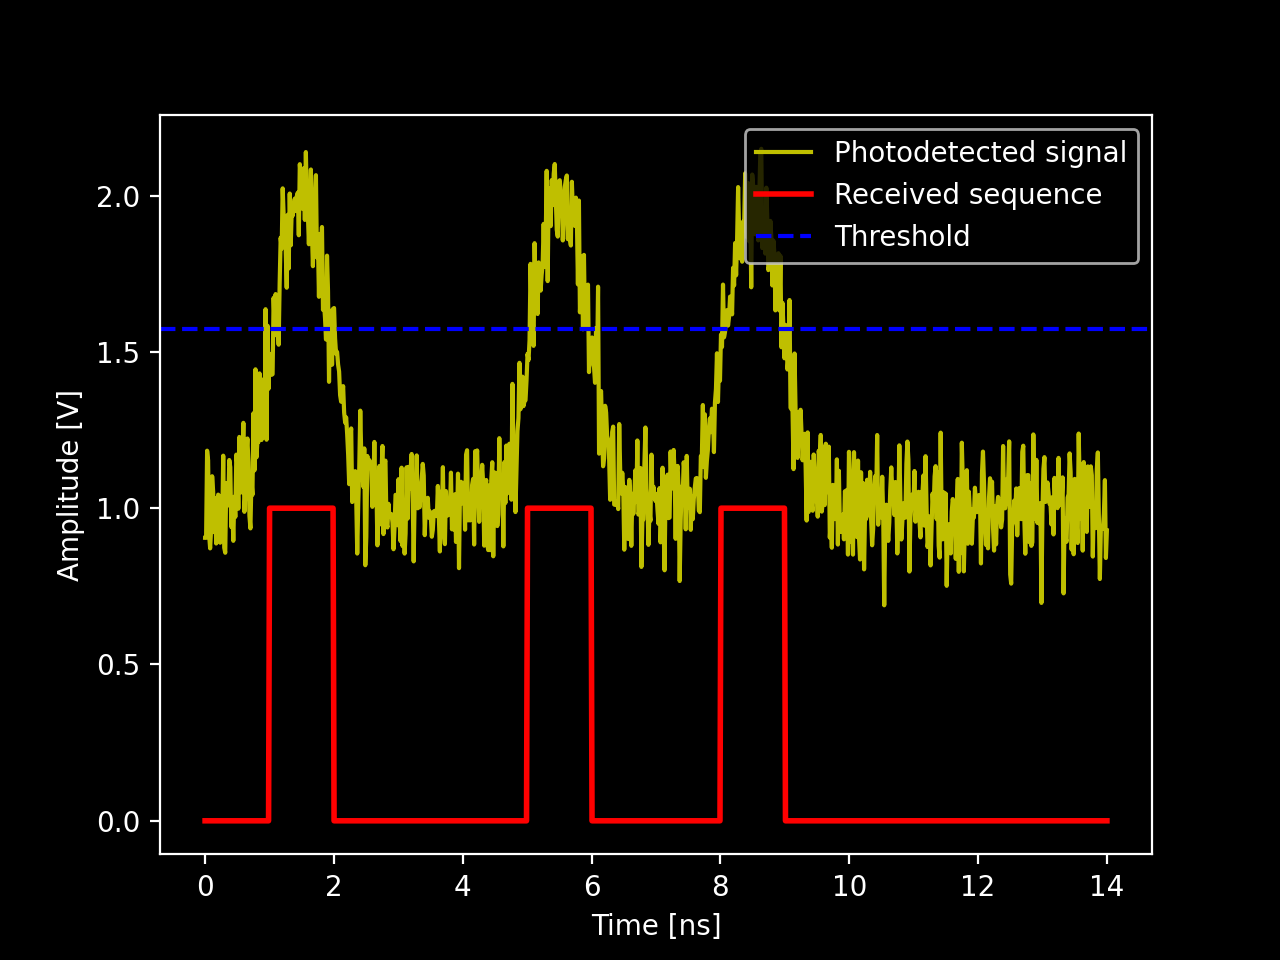 Photodetected signal
Received sequence
Threshold
2.0
1.5
1.0
0.5
0.0
Amplitude [V]
0 2 4 6 8 10 12 14
Time [ns]